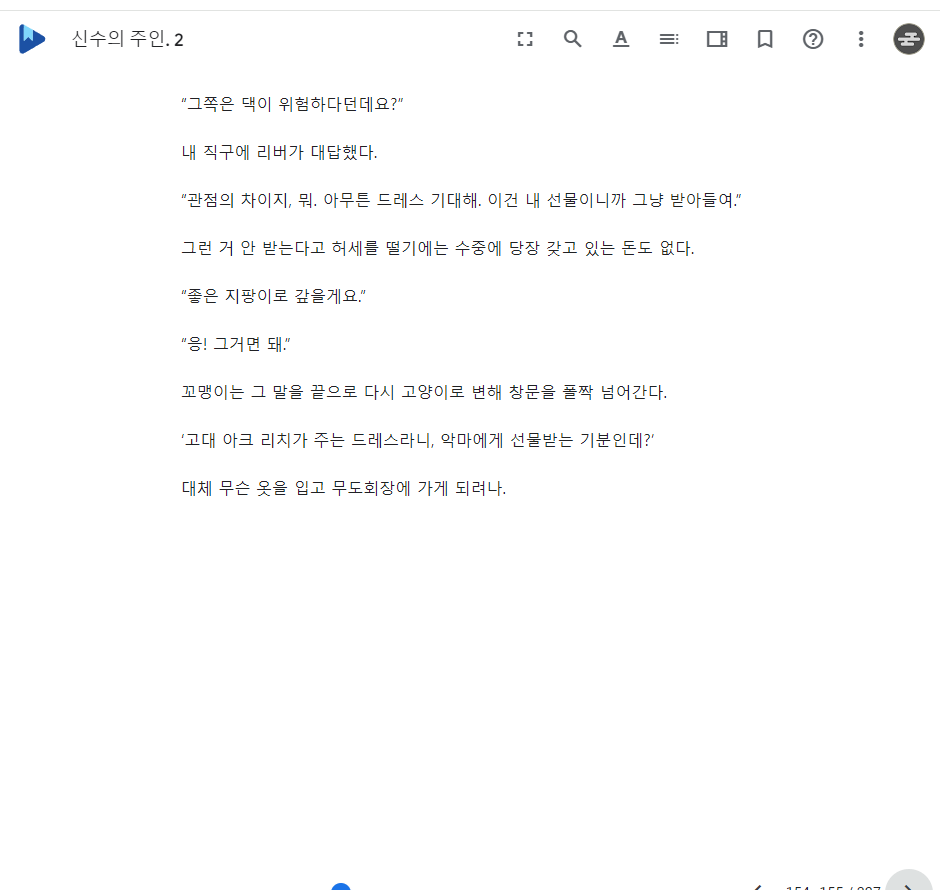 신수의 주인. 2
"그쪽은 댁이 위험하다던데요?"
내 직구에 리버가 대답했다.
"관점의 차이지, 뭐. 아무튼 드레스 기대해. 이건 내 선물이니까 그냥 받아들여."
그런 거 안 받는다고 허세를 떨기에는 수중에 당장 갖고 있는 돈도 없다.
"좋은 지팡이로 갚을게요."
"응! 그거면 돼."
꼬맹이는 그 말을 끝으로 다시 고양이로 변해 창문을 폴짝 넘어간다.
'고대 아크 리치가 주는 드레스라니, 악마에게 선물받는 기분인데?'
대체 무슨 옷을 입고 무도회장에 가게 되려나.